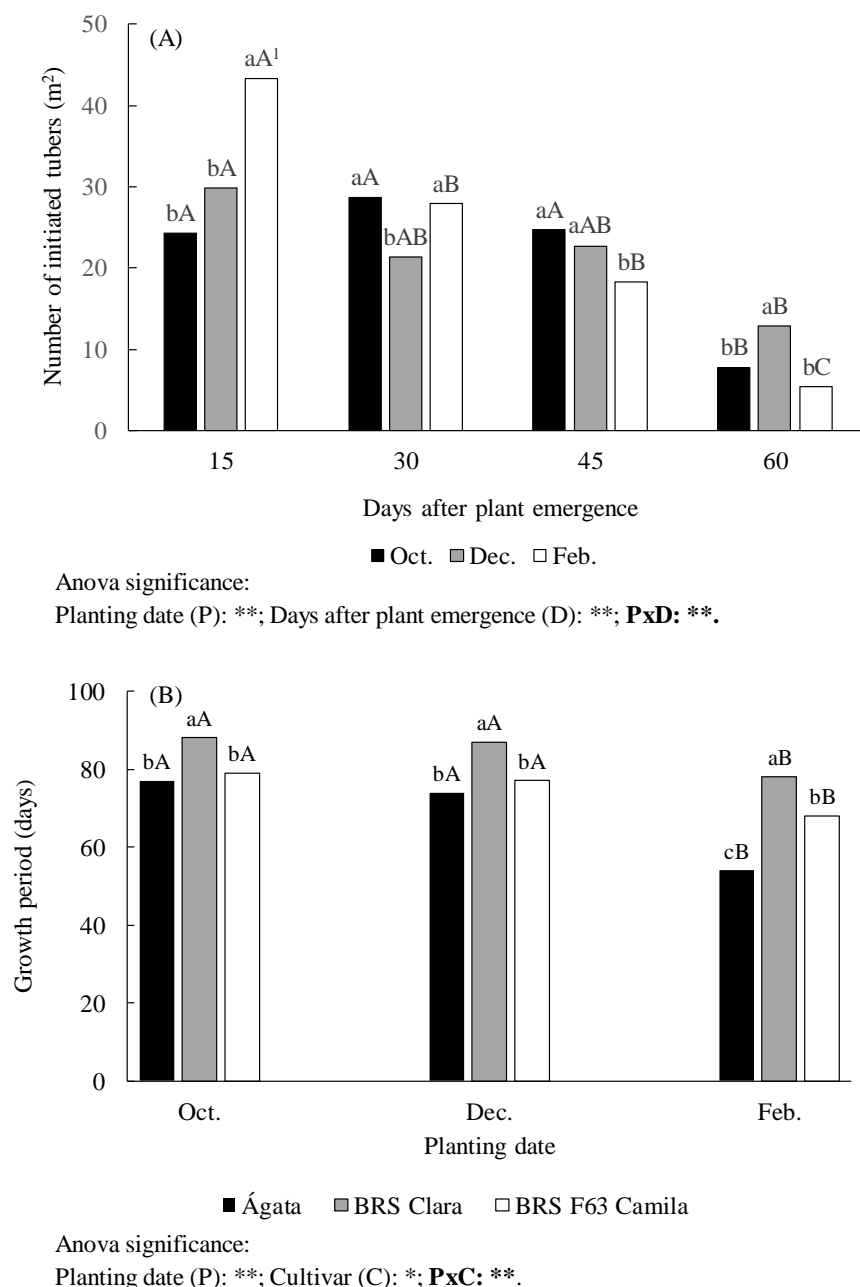 (A)
Number of initiated tubers (m²)
50
40
30
20
10
0
bA bA aA¹
aA bAB aB
aA aAB bB
bB aB bC
15 30 45 60
Days after plant emergence
Oct. Dec. Feb.
Anova significance:
Planting date (P): **; Days after plant emergence (D): **; PxD: **.
(B)
Growth period (days)
100
80
60
40
20
0
bA aA bA
bA aA bA
cB aB bB
Oct. Dec. Feb.
Planting date
Ágata BRS Clara BRS F63 Camila
Anova significance:
Planting date (P): **; Cultivar (C): *; PxC: **.